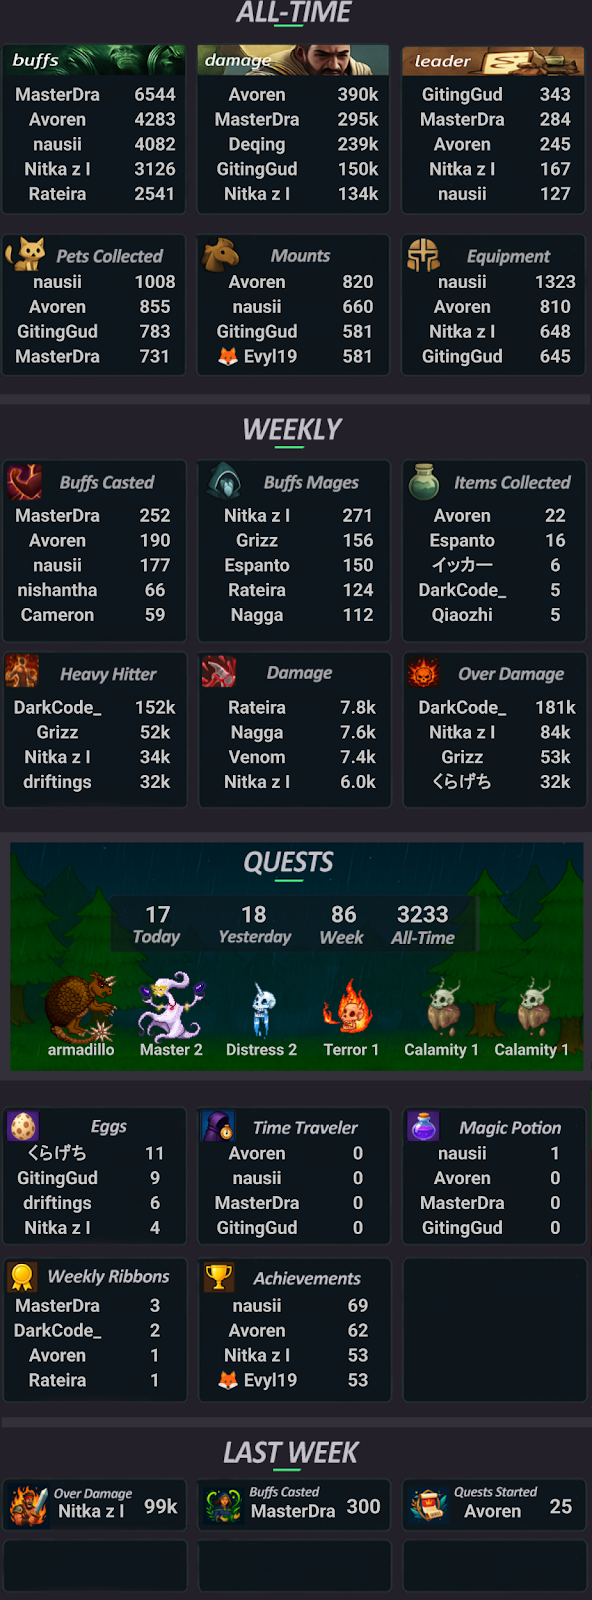 ALL-TIME
buffs
MasterDra 6544
Avoren 4283
nausii 4082
Nitka z l 3126
Rateira 2541
damage
Avoren 390k
MasterDra 295k
Deqing 239k
GitingGud 150k
Nitka z l 134k
leader
GitingGud 343
MasterDra 284
Avoren 245
Nitka z l 167
nausii 127
Pets Collected
nausii 1008
Avoren 855
GitingGud 783
MasterDra 731
Mounts
Avoren 820
nausii 660
GitingGud 581
🦊 Evyl19 581
Equipment
nausii 1323
Avoren 810
Nitka z l 648
GitingGud 645
WEEKLY
Buffs Casted
MasterDra 252
Avoren 190
nausii 177
nishantha 66
Cameron 59
Buffs Mages
Nitka z l 271
Grizz 156
Espanto 150
Rateira 124
Nagga 112
Items Collected
Avoren 22
Espanto 16
イッカー 6
DarkCode_ 5
Qiaozhi 5
Heavy Hitter
DarkCode_ 152k
Grizz 52k
Nitka z l 34k
driftings 32k
Damage
Rateira 7.8k
Nagga 7.6k
Venom 7.4k
Nitka z l 6.0k
Over Damage
DarkCode_ 181k
Nitka z l 84k
Grizz 53k
くらげち 32k
QUESTS
17 18 86 3233
Today Yesterday Week All-Time
armadillo Master 2 Distress 2 Terror 1 Calamity 1 Calamity 1
Eggs
くらげち 11
GitingGud 9
driftings 6
Nitka z l 4
Time Traveler
Avoren 0
nausii 0
MasterDra 0
GitingGud 0
Magic Potion
nausii 1
Avoren 0
MasterDra 0
GitingGud 0
Weekly Ribbons
MasterDra 3
DarkCode_ 2
Avoren 1
Rateira 1
Achievements
nausii 69
Avoren 62
Nitka z l 53
🦊 Evyl19 53
LAST WEEK
Over Damage
Nitka z l 99k
Buffs Casted
MasterDra 300
Quests Started
Avoren 25